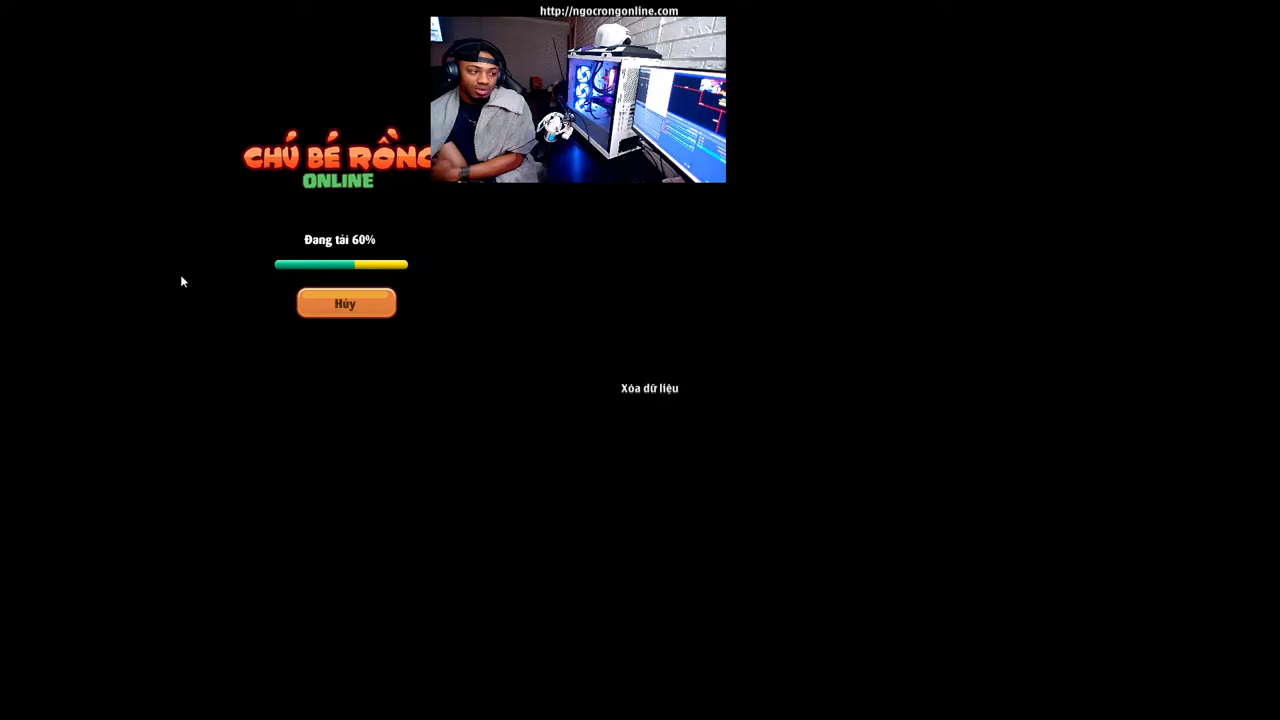 http://ngocrongonline.com
CHÚ BÉ RỒNG
ONLINE
Đang tải 60%
Hủy
Xóa dữ liệu